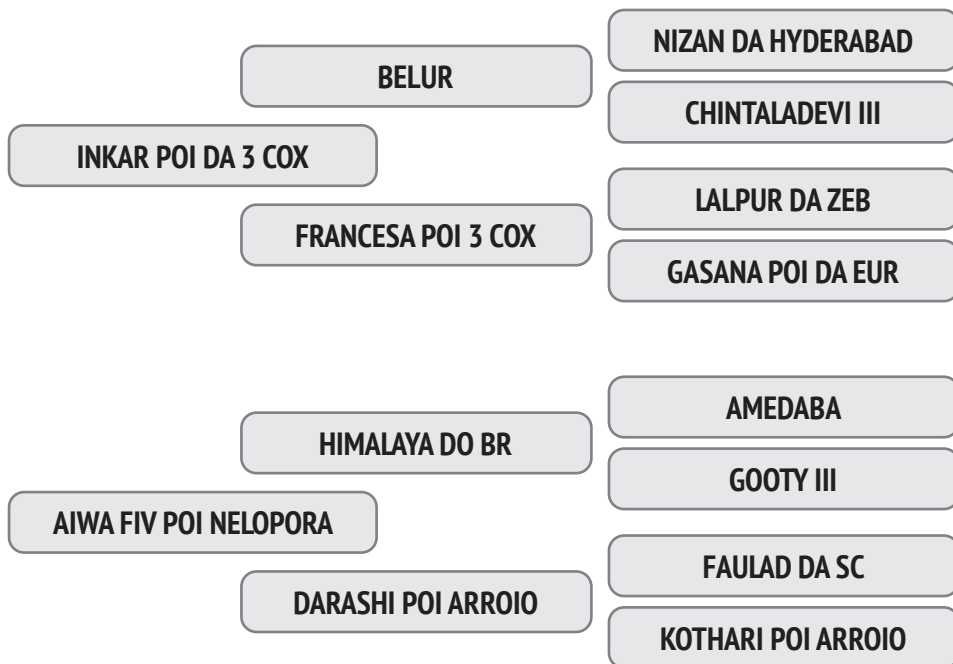 NIZAN DA HYDERABAD
BELUR
CHINTALADEVI III
INKAR POI DA 3 COX
LALPUR DA ZEB
FRANCESA POI 3 COX
GASANA POI DA EUR
AMEDABA
HIMALAYA DO BR
GOOTY III
AIWA FIV POI NELOPORA
FAULAD DA SC
DARASHI POI ARROIO
KOTHARI POI ARROIO